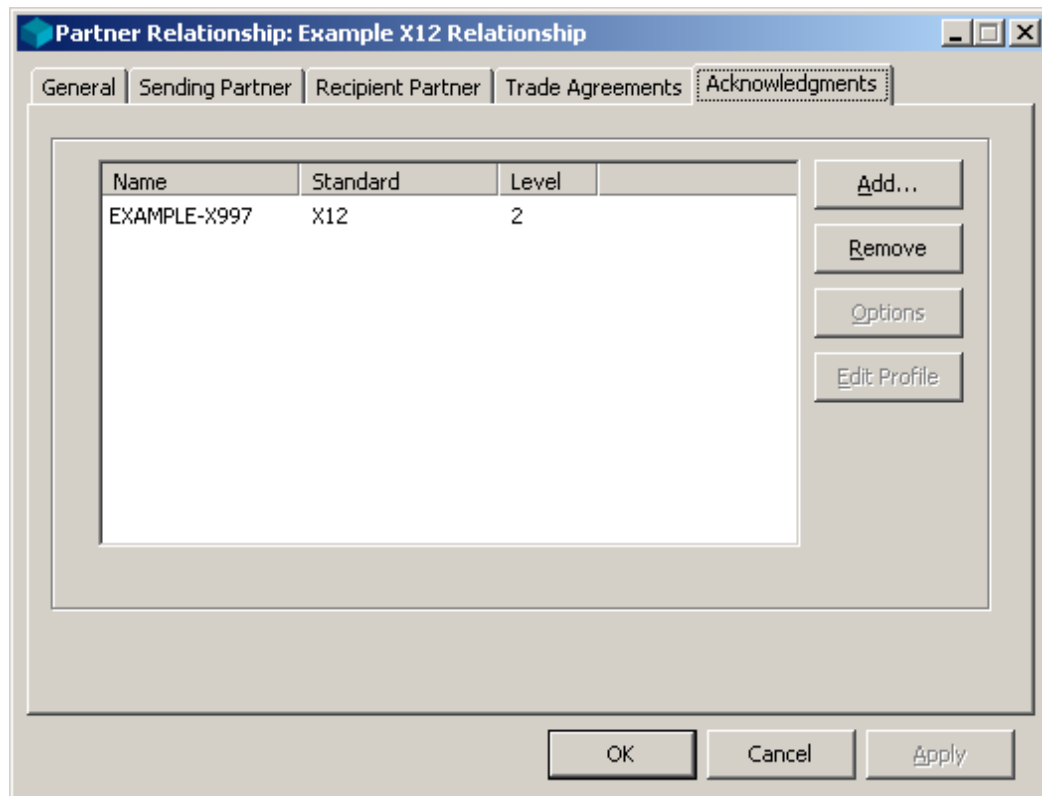 Partner Relationship: Example X12 Relationship
General Sending Partner Recipient Partner Trade Agreements Acknowledgments
Name Standard Level
EXAMPLE-X997 X12 2
Add...
Remove
Options
Edit Profile
OK Cancel Apply